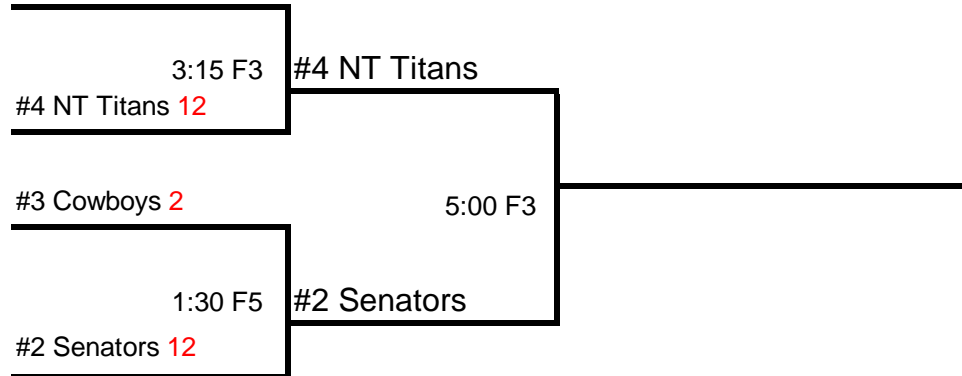 3:15 F3
#4 NT Titans
#4 NT Titans 12
#3 Cowboys 2
5:00 F3
1:30 F5
#2 Senators
#2 Senators 12